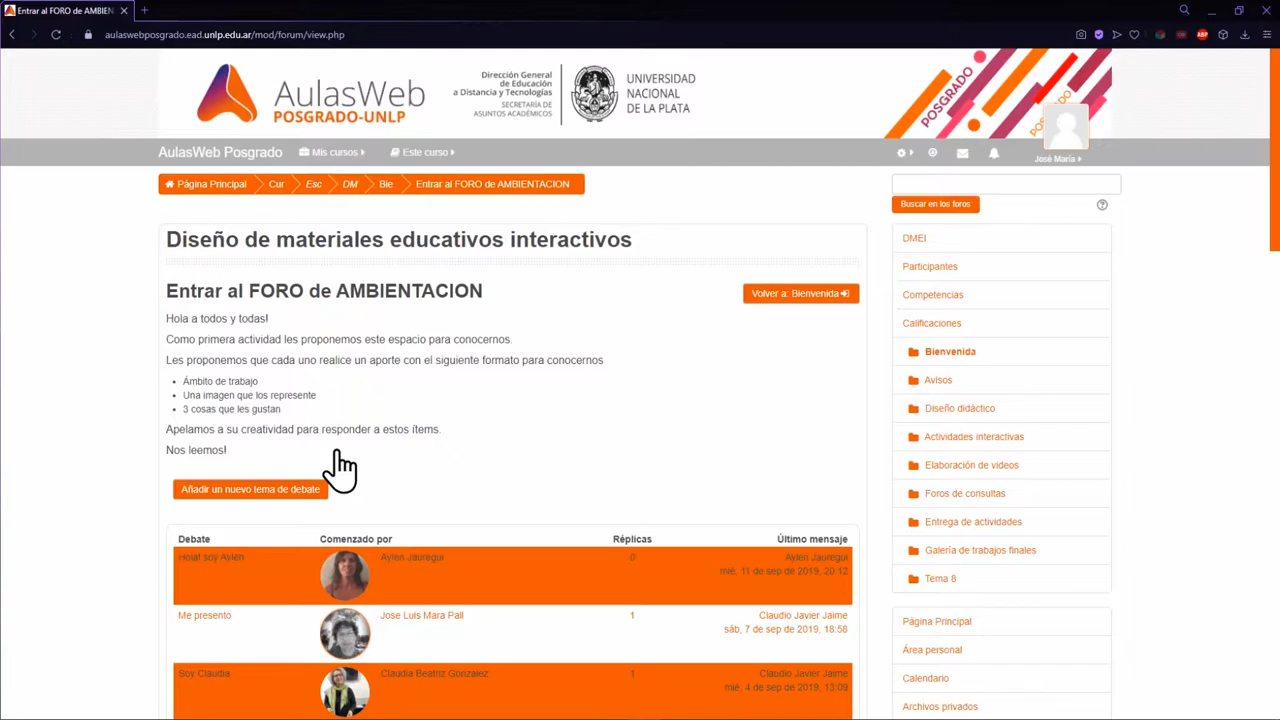 Entrar al FORO de AMBIEN
aulaswebposgrado.ead.unlp.edu.ar/mod/forum/view.php
AulasWeb
POSGRADO-UNLP
Dirección General
de Educación
a Distancia y Tecnologías
SECRETARÍA DE
ASUNTOS ACADÉMICOS
UNIVERSIDAD
NACIONAL
DE LA PLATA
POSGRADO
POSGRADO
AulasWeb Posgrado
Mis cursos
Este curso
José María
Página Principal
Cur
Esc
DM
Bie
Entrar al FORO de AMBIENTACION
Buscar en los foros
Diseño de materiales educativos interactivos
Entrar al FORO de AMBIENTACION
Volver a: Bienvenida
Hola a todos y todas!
Como primera actividad les proponemos este espacio para conocernos.
Les proponemos que cada uno realice un aporte con el siguiente formato para conocernos
Ámbito de trabajo
Una imagen que los represente
3 cosas que les gustan
Apelamos a su creatividad para responder a estos ítems.
Nos leemos!
Añadir un nuevo tema de debate
Debate Comenzado por Réplicas Último mensaje
Hola! soy Aylen Aylen Jauregui 0 Aylen Jauregui
mié, 11 de sep de 2019, 20:12
Me presento Jose Luis Mara Pall 1 Claudio Javier Jaime
sáb, 7 de sep de 2019, 18:58
Soy Claudia Claudia Beatriz Gonzalez 1 Claudio Javier Jaime
mié, 4 de sep de 2019, 13:09
DMEI
Participantes
Competencias
Calificaciones
Bienvenida
Avisos
Diseño didáctico
Actividades interactivas
Elaboración de videos
Foros de consultas
Entrega de actividades
Galería de trabajos finales
Tema 8
Página Principal
Área personal
Calendario
Archivos privados